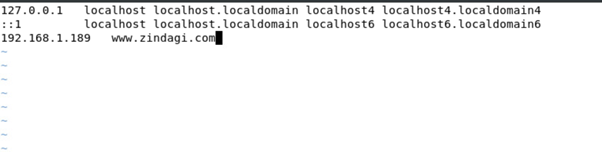 127.0.0.1   localhost localhost.localdomain localhost4 localhost4.localdomain4
::1         localhost localhost.localdomain localhost6 localhost6.localdomain6
192.168.1.189   www.zindagi.com
~
~
~
~
~
~
~
~